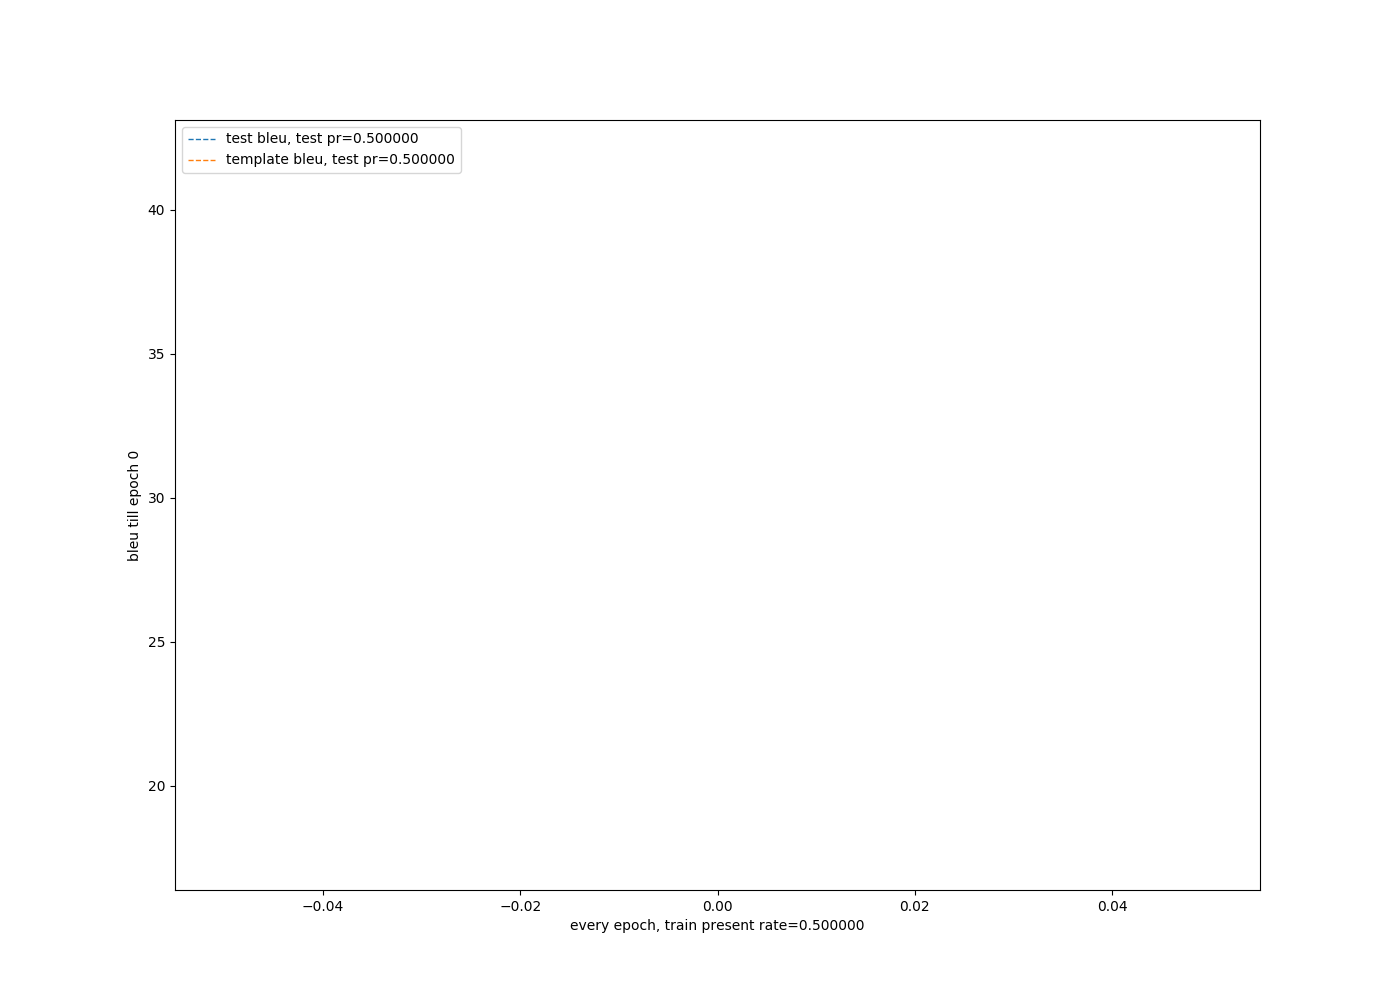 test bleu, test pr=0.500000
template bleu, test pr=0.500000
40
35
30
25
20
bleu till epoch 0
−0.04
−0.02
0.00
0.02
0.04
every epoch, train present rate=0.500000